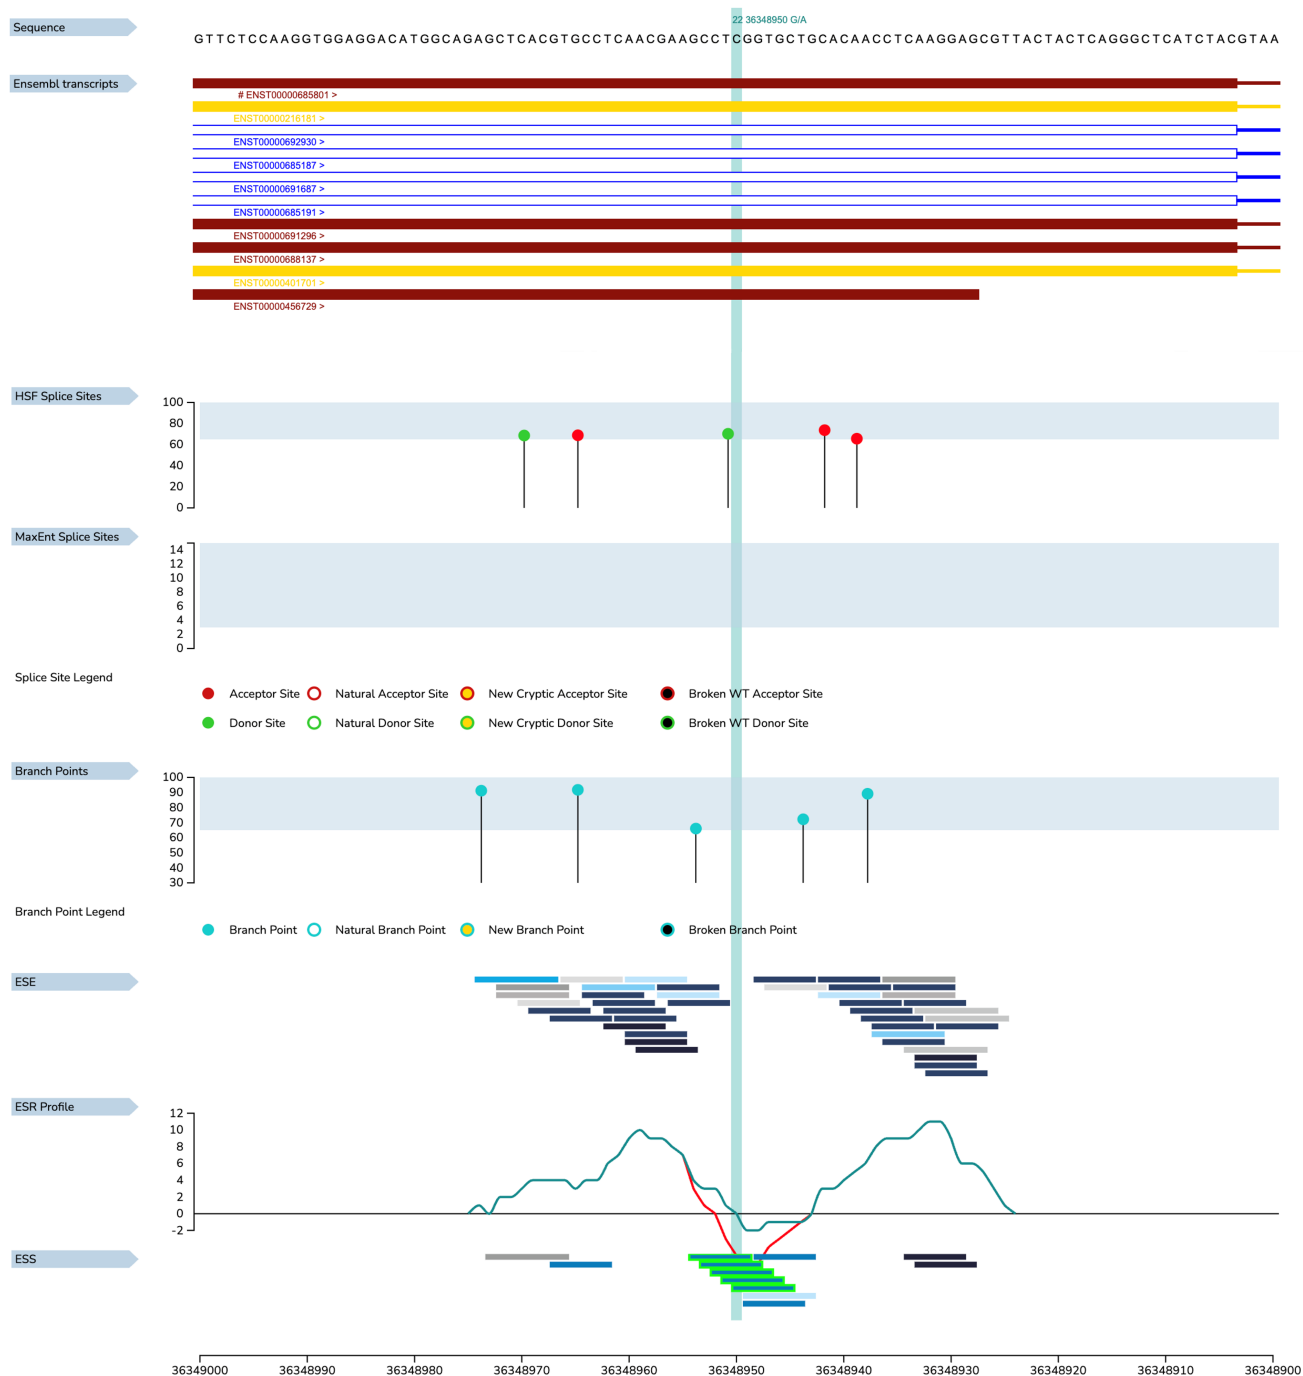 22 36348950 G/A
Sequence
GTTCTCCAAGGTGGAGGACATGGCAGAGCTCACGTGCCTCAACGAAGCCTCGGTGCTGCACAACCTCAAGGAGCGTTACTACTCAGGGCTCATCTACGTAA
Ensembl transcripts
# ENST00000685801 >
ENST00000216181 >
ENST00000692930 >
ENST00000685187 >
ENST00000691687 >
ENST00000685191 >
ENST00000691296 >
ENST00000688137 >
ENST00000401701 >
ENST00000456729 >
HSF Splice Sites
100
80
60
40
20
0
MaxEnt Splice Sites
14
12
10
8
6
4
2
0
Splice Site Legend
Acceptor Site Natural Acceptor Site New Cryptic Acceptor Site Broken WT Acceptor Site
Donor Site Natural Donor Site New Cryptic Donor Site Broken WT Donor Site
Branch Points
100
90
80
70
60
50
40
30
Branch Point Legend
Branch Point Natural Branch Point New Branch Point Broken Branch Point
ESE
ESR Profile
12
10
8
6
4
2
0
-2
ESS
36349000 36348990 36348980 36348970 36348960 36348950 36348940 36348930 36348920 36348910 36348900